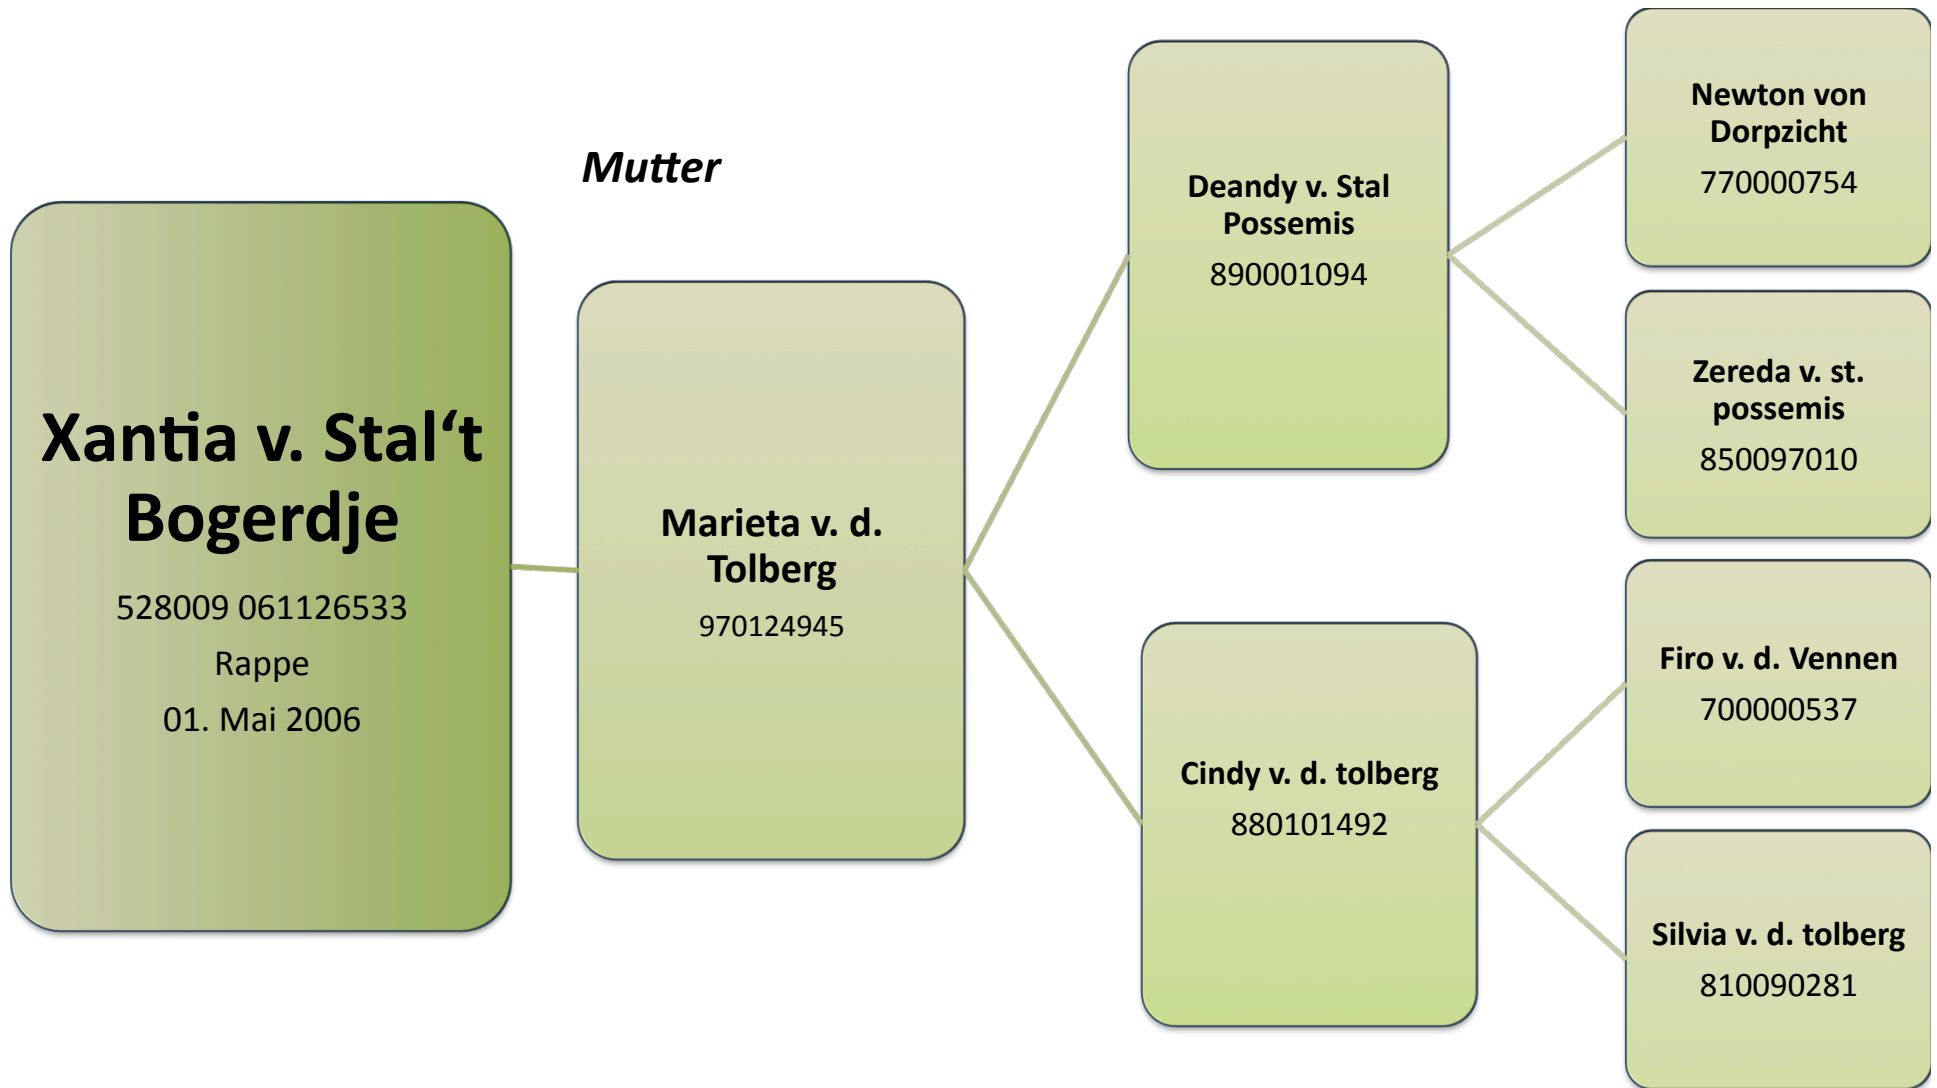 Mutter
Xantia v. Stal‘t
Bogerdje
528009 061126533
Rappe
01. Mai 2006
Marieta v. d.
Tolberg
970124945
Deandy v. Stal
Possemis
890001094
Cindy v. d. tolberg
880101492
Newton von
Dorpzicht
770000754
Zereda v. st.
possemis
850097010
Firo v. d. Vennen
700000537
Silvia v. d. tolberg
810090281